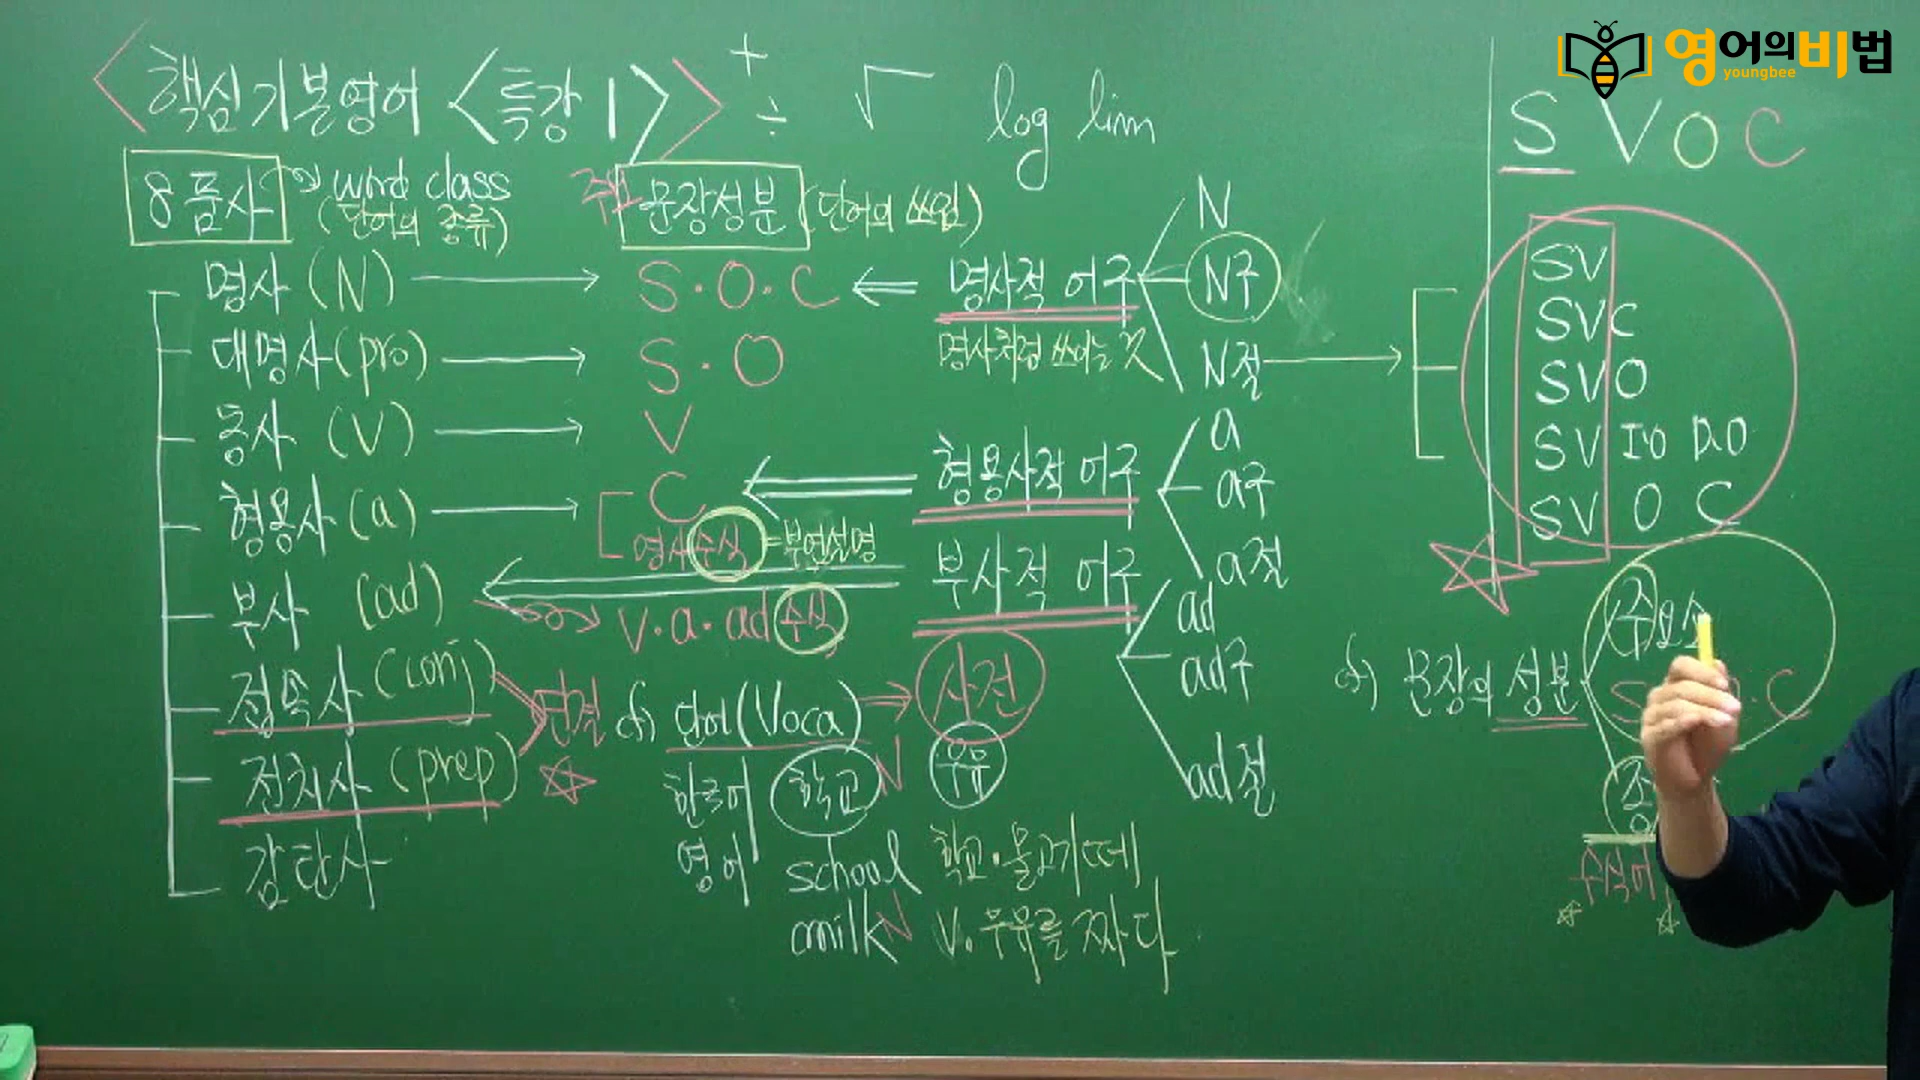 영어의비법
youngbee
<핵심기본영어 <특강 1>>
+ ÷ √ log lim
S V O C
8품사 → word class
(단어의 종류)
문장성분 (단어의 쓰임)
명사 (N) → S·O·C ⇐ 명사적 어구
N
N구
N절 →
명사처럼 쓰이는 것
대명사 (pro) → S·O
동사 (V) → V
형용사 (a) → C ⇐ 형용사적 어구
a
a구
a절
명사수식 = 부연설명
부사 (ad) → V·a·ad 수식
부사적 어구
ad
ad구
ad절
접속사 (conj)
전치사 (prep)
감탄사
cf) 단어 (Voca) ⇒ 사전
한국어 학교 N 우유
영어 school 학교·물고기떼
milk N V. 우유를 짜다
SV
SVC
SVO
SV I·O D·O
SV O C
cf) 문장의 성분
주요소
S C
종
수식어